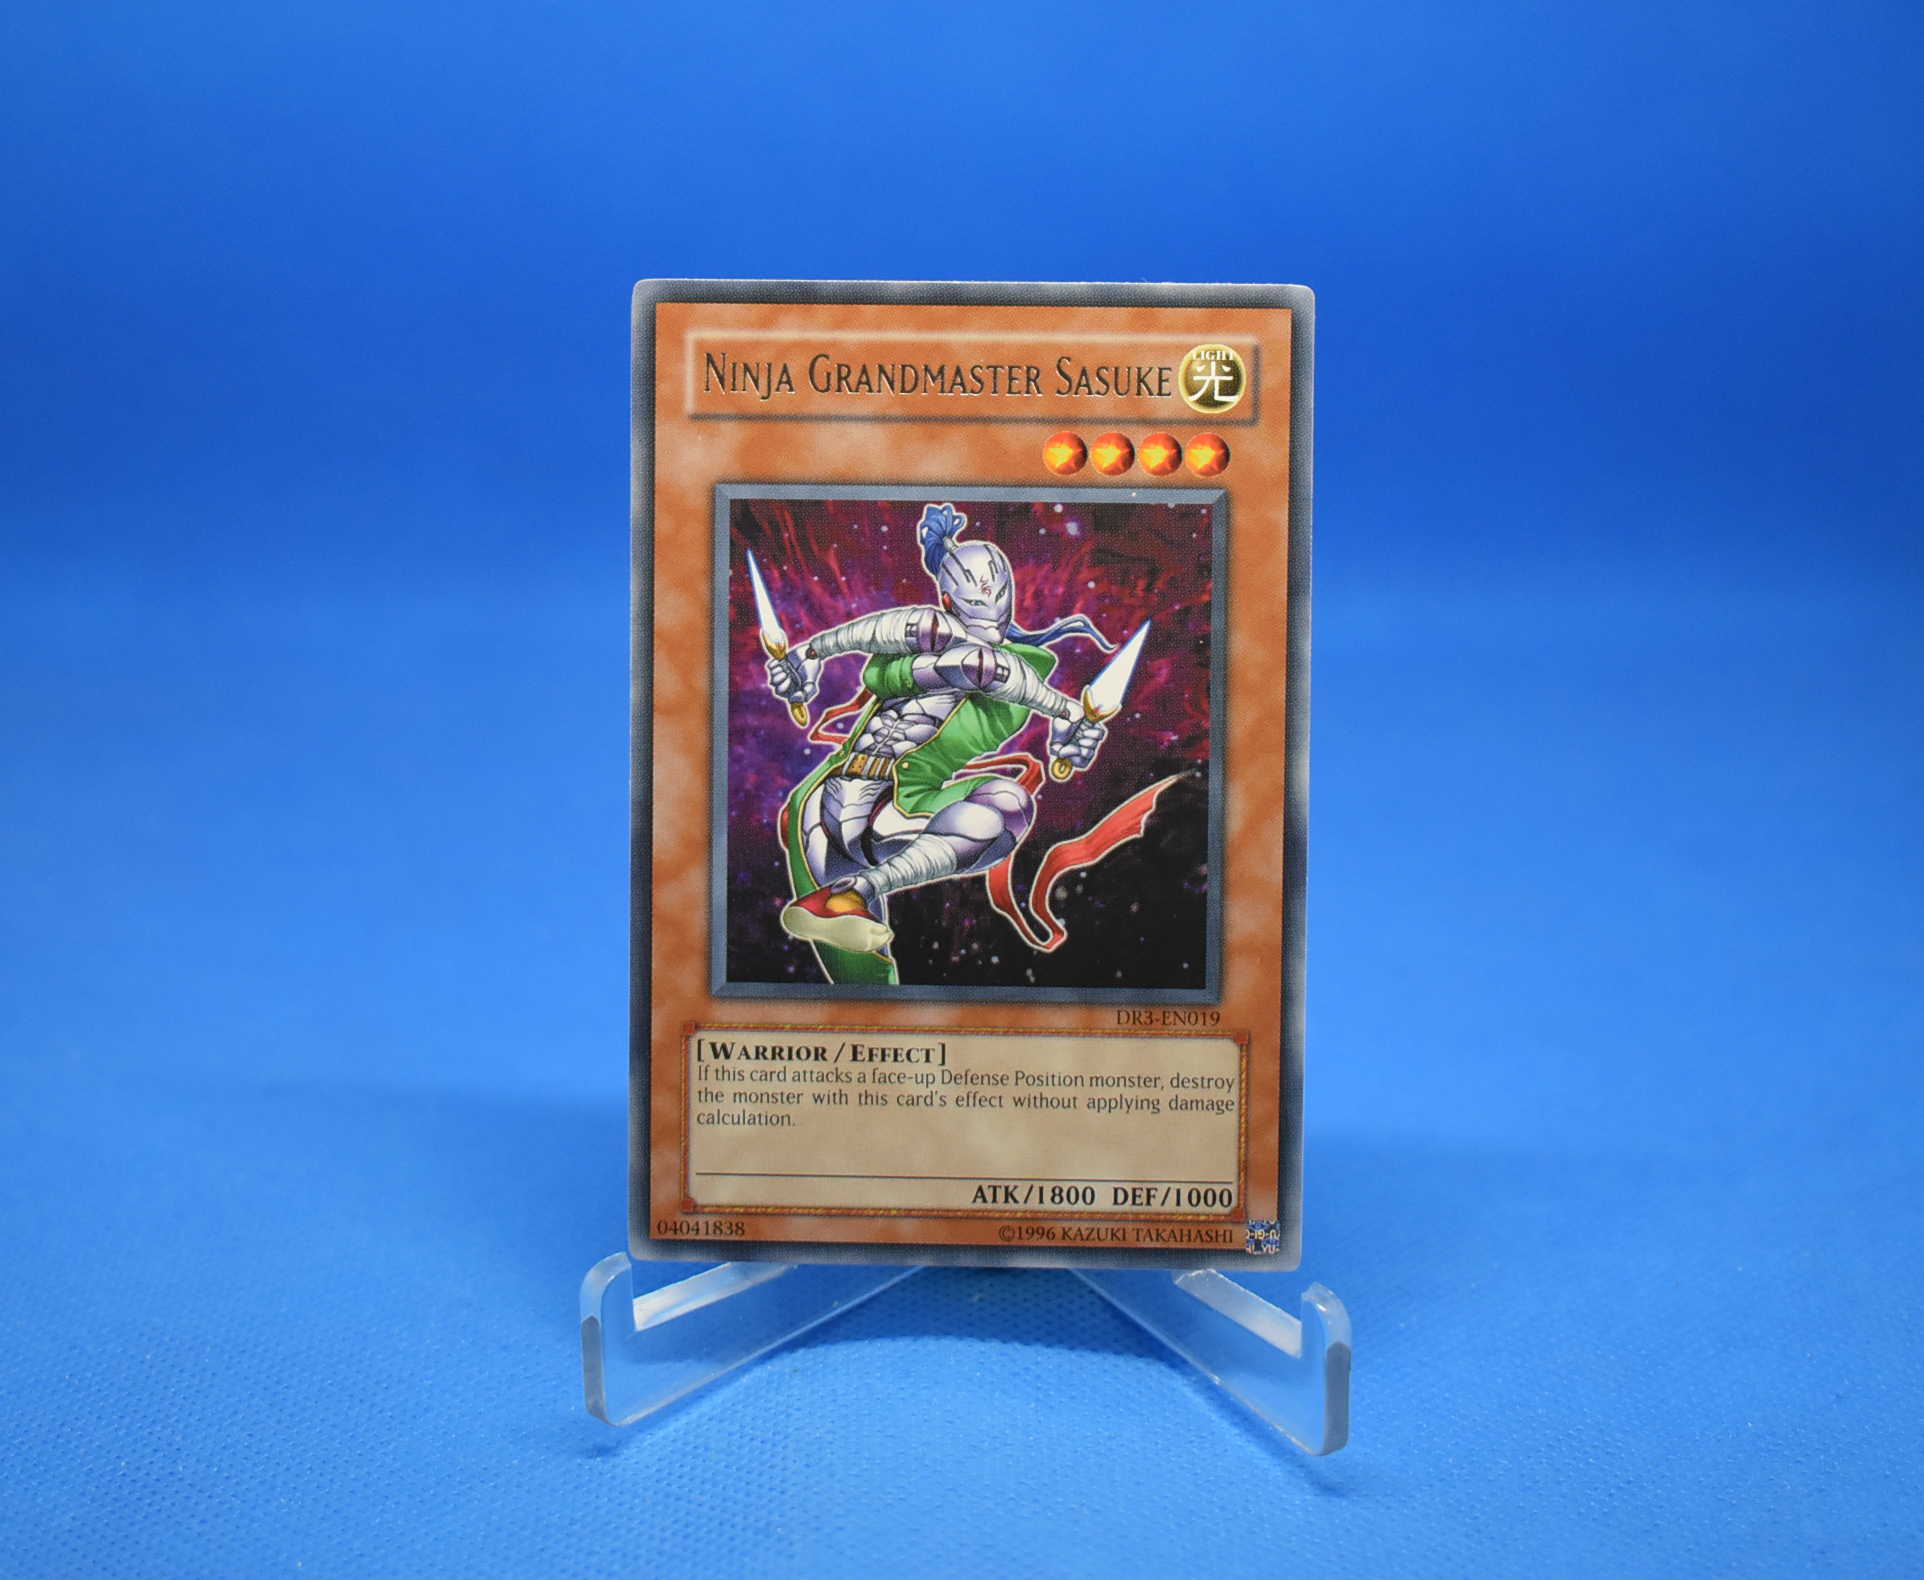 NINJA GRANDMASTER SASUKE
LIGHT
光
DR3-EN019
[WARRIOR/EFFECT]
If this card attacks a face-up Defense Position monster, destroy
the monster with this card's effect without applying damage
calculation.
ATK/1800 DEF/1000
04041838
©1996 KAZUKI TAKAHASHI